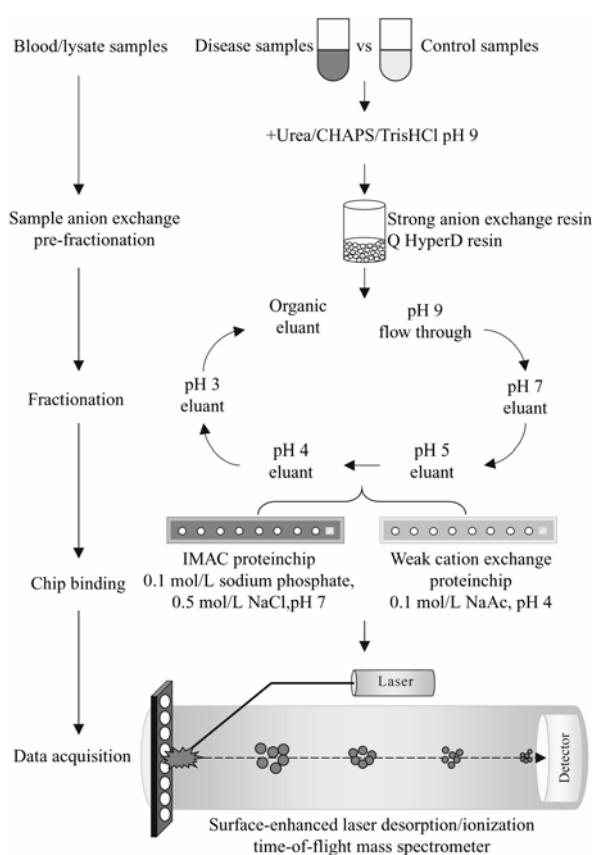 Blood/lysate samples
Disease samples
vs
Control samples
+Urea/CHAPS/TrisHCl pH 9
Sample anion exchange
pre-fractionation
Strong anion exchange resin
Q HyperD resin
Organic
eluant
pH 9
flow through
Fractionation
pH 3
eluant
pH 7
eluant
pH 4
eluant
pH 5
eluant
Chip binding
IMAC proteinchip
0.1 mol/L sodium phosphate,
0.5 mol/L NaCl,pH 7
Weak cation exchange
proteinchip
0.1 mol/L NaAc, pH 4
Laser
Data acquisition
Detector
Surface-enhanced laser desorption/ionization
time-of-flight mass spectrometer